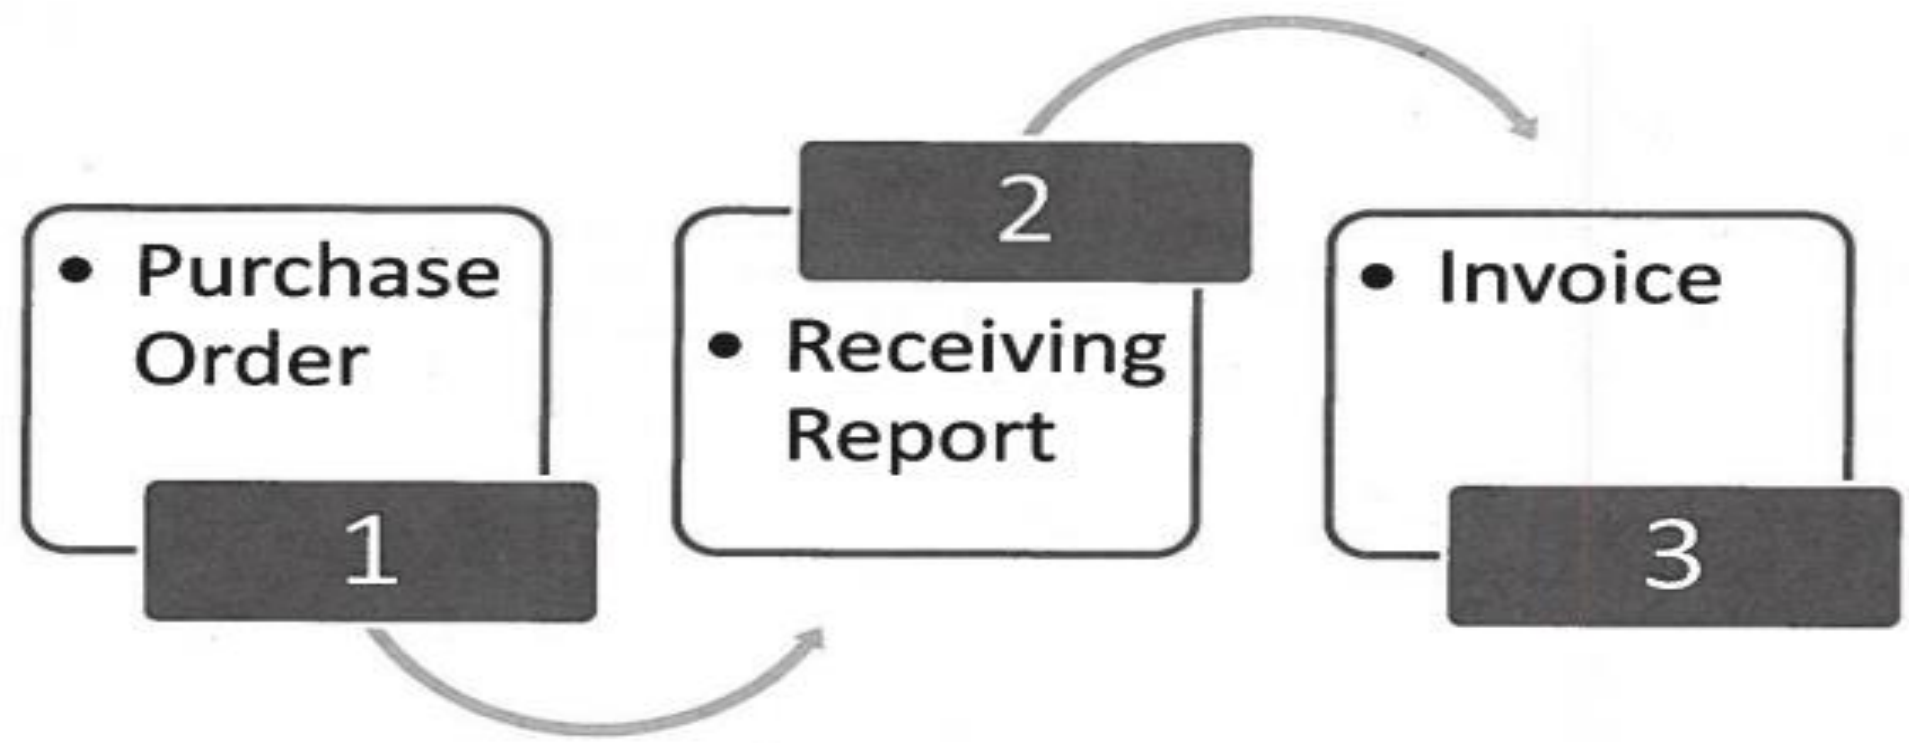 • Purchase
Order
1
2
• Receiving
Report
• Invoice
3